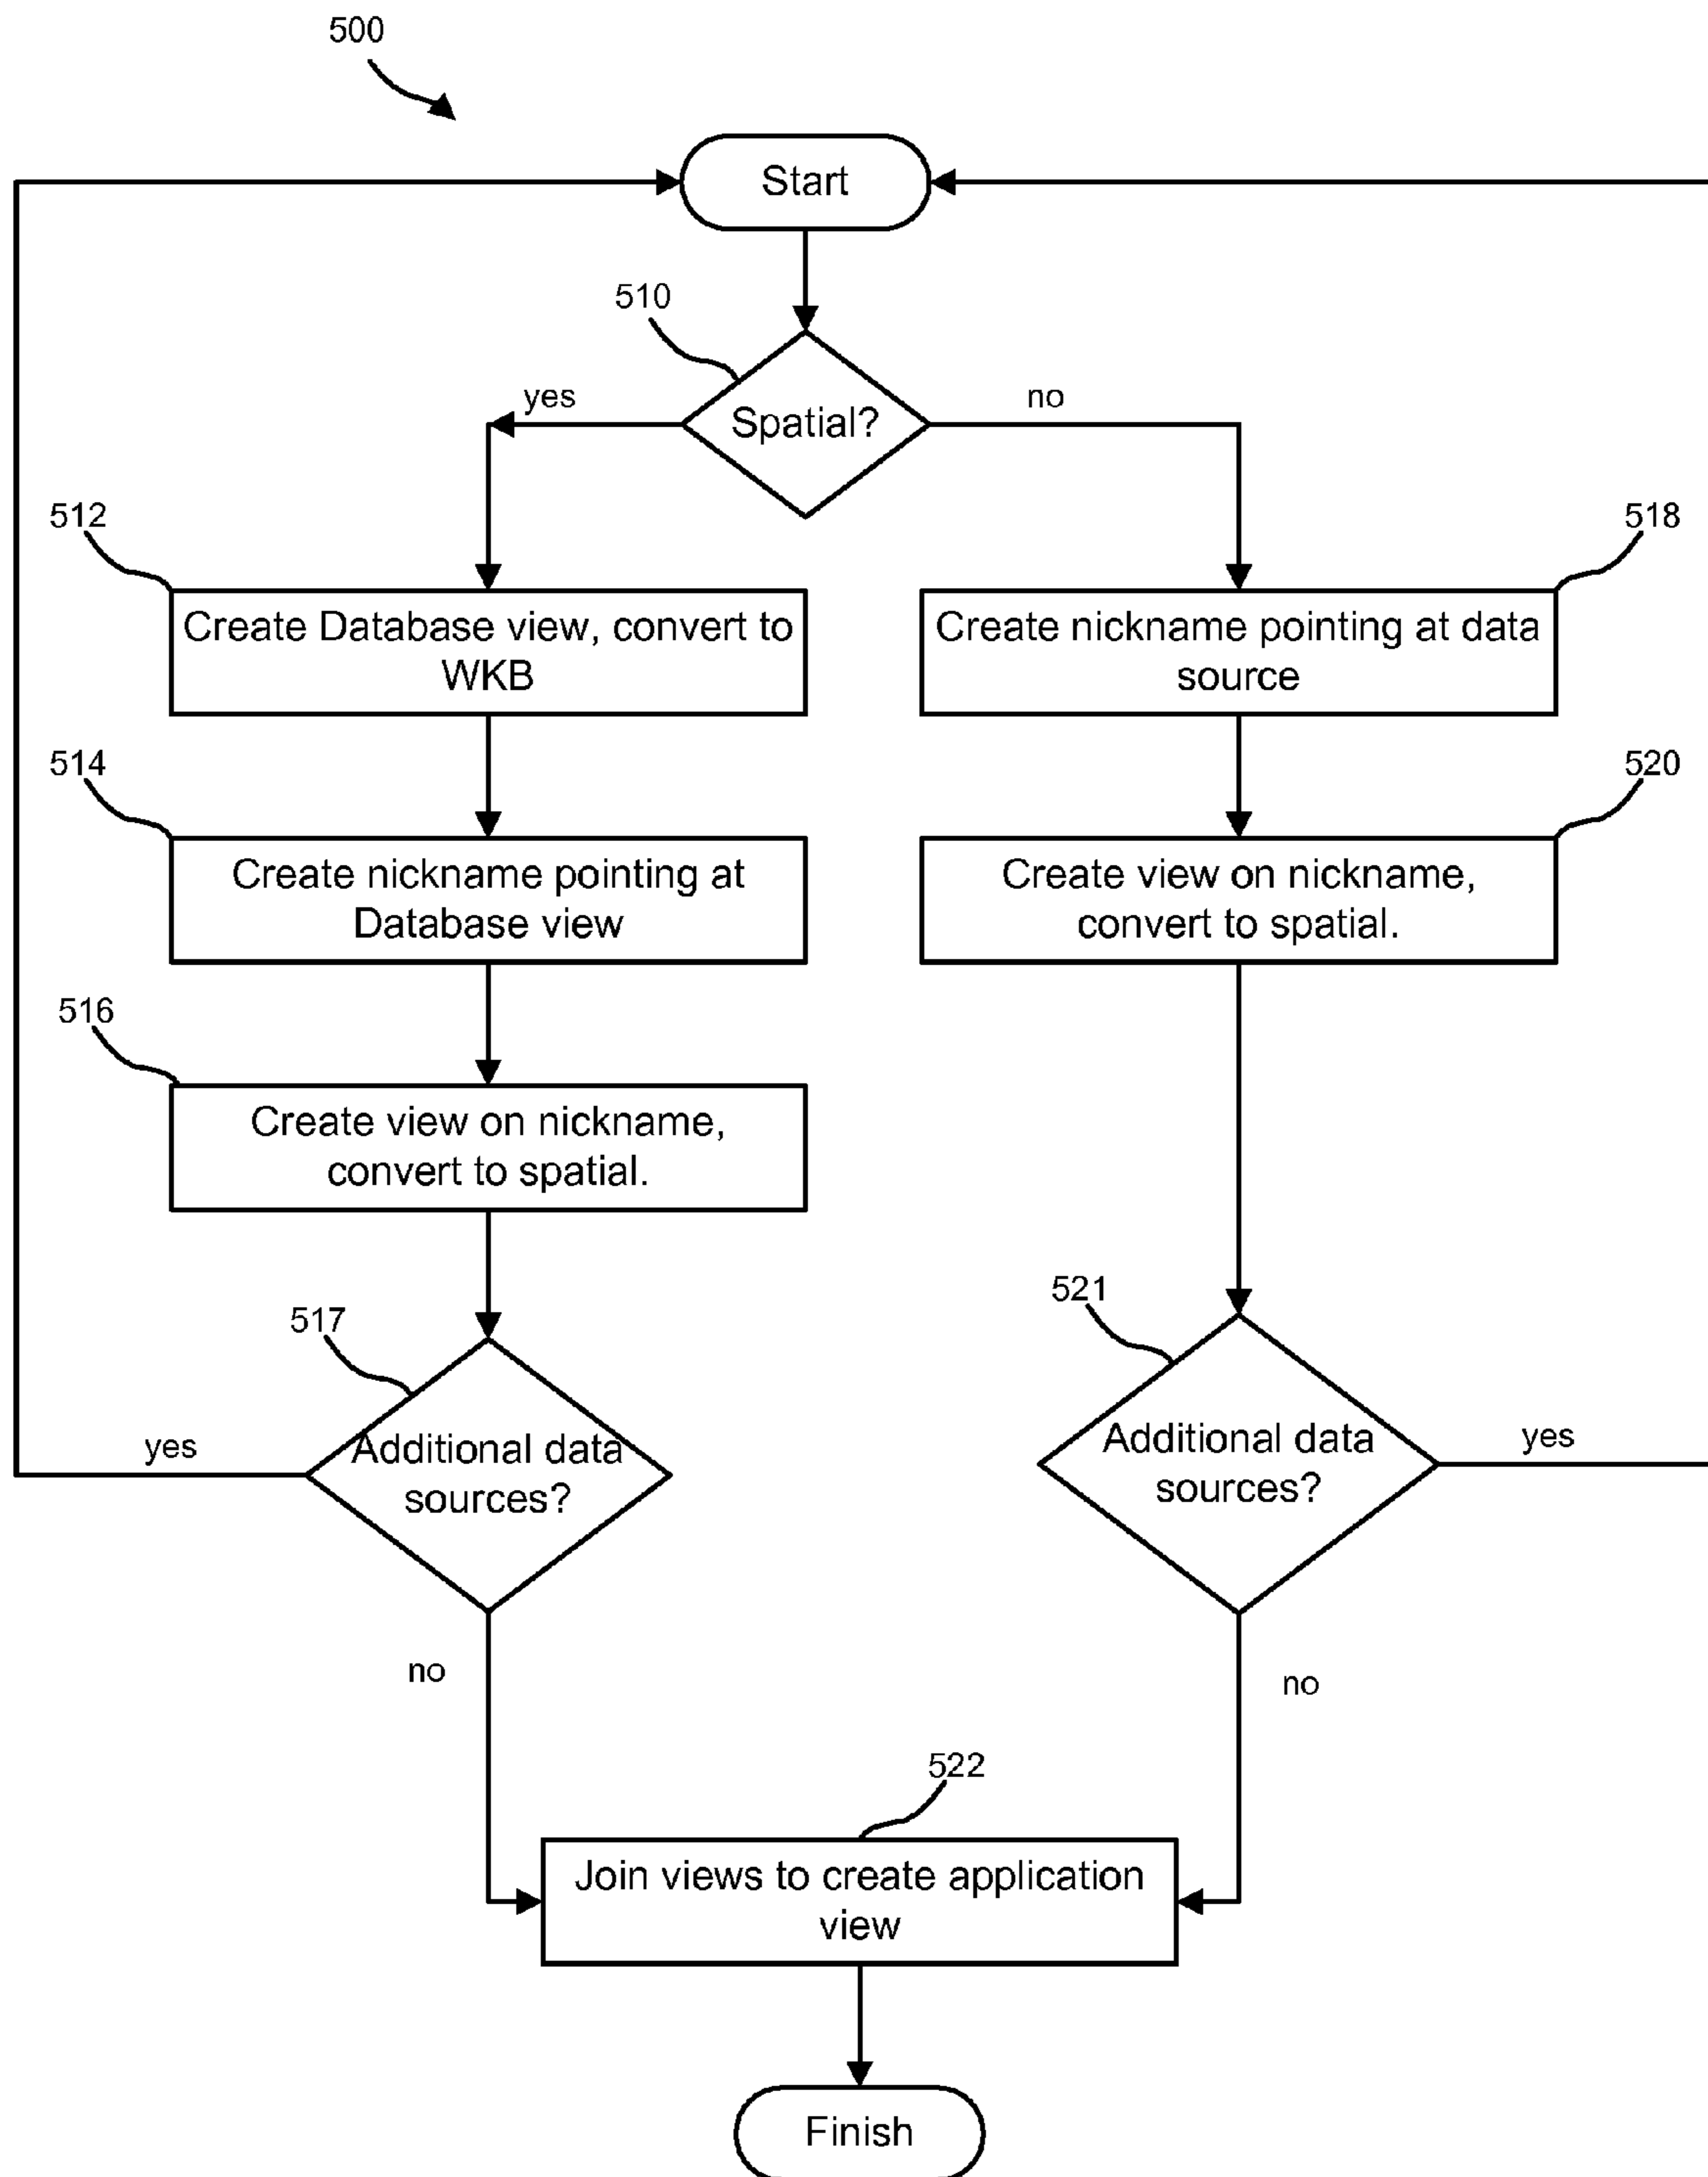 500
Start
510
Spatial?
yes
no
512
518
Create Database view, convert to
WKB
Create nickname pointing at data
source
514
520
Create nickname pointing at
Database view
Create view on nickname,
convert to spatial.
516
Create view on nickname,
convert to spatial.
517
521
Additional data
sources?
yes
Additional data
sources?
yes
no
no
522
Join views to create application
view
Finish